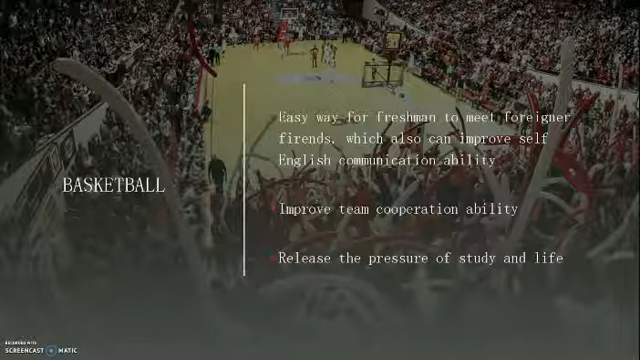 Easy way for freshman to meet foreigner
firends, which also can improve self
English communication ability
BASKETBALL
Improve team cooperation ability
Release the pressure of study and life
RECORDED WITH
SCREENCAST MATIC